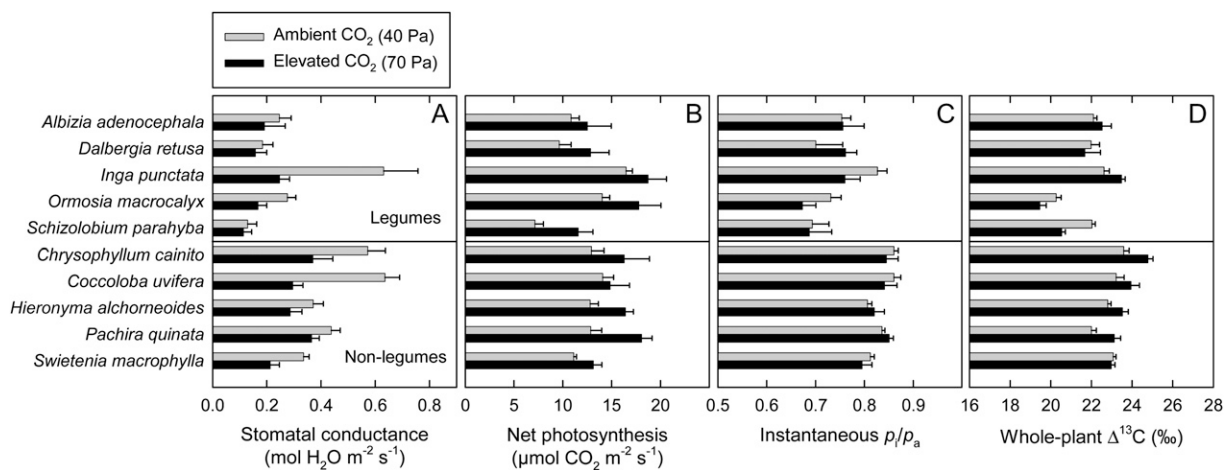 Ambient CO₂ (40 Pa)
Elevated CO₂ (70 Pa)
A
B
C
D
Albizia adenocephala
Dalbergia retusa
Inga punctata
Ormosia macrocalyx
Schizolobium parahyba
Legumes
Chrysophyllum cainito
Coccoloba uvifera
Hieronyma alchorneoides
Pachira quinata
Swietenia macrophylla
Non-legumes
0.0 0.2 0.4 0.6 0.8
0 5 10 15 20
0.5 0.6 0.7 0.8 0.9
16 18 20 22 24 26 28
Stomatal conductance
(mol H₂O m⁻² s⁻¹)
Net photosynthesis
(μmol CO₂ m⁻² s⁻¹)
Instantaneous pᵢ/pₐ
Whole-plant Δ¹³C (‰)